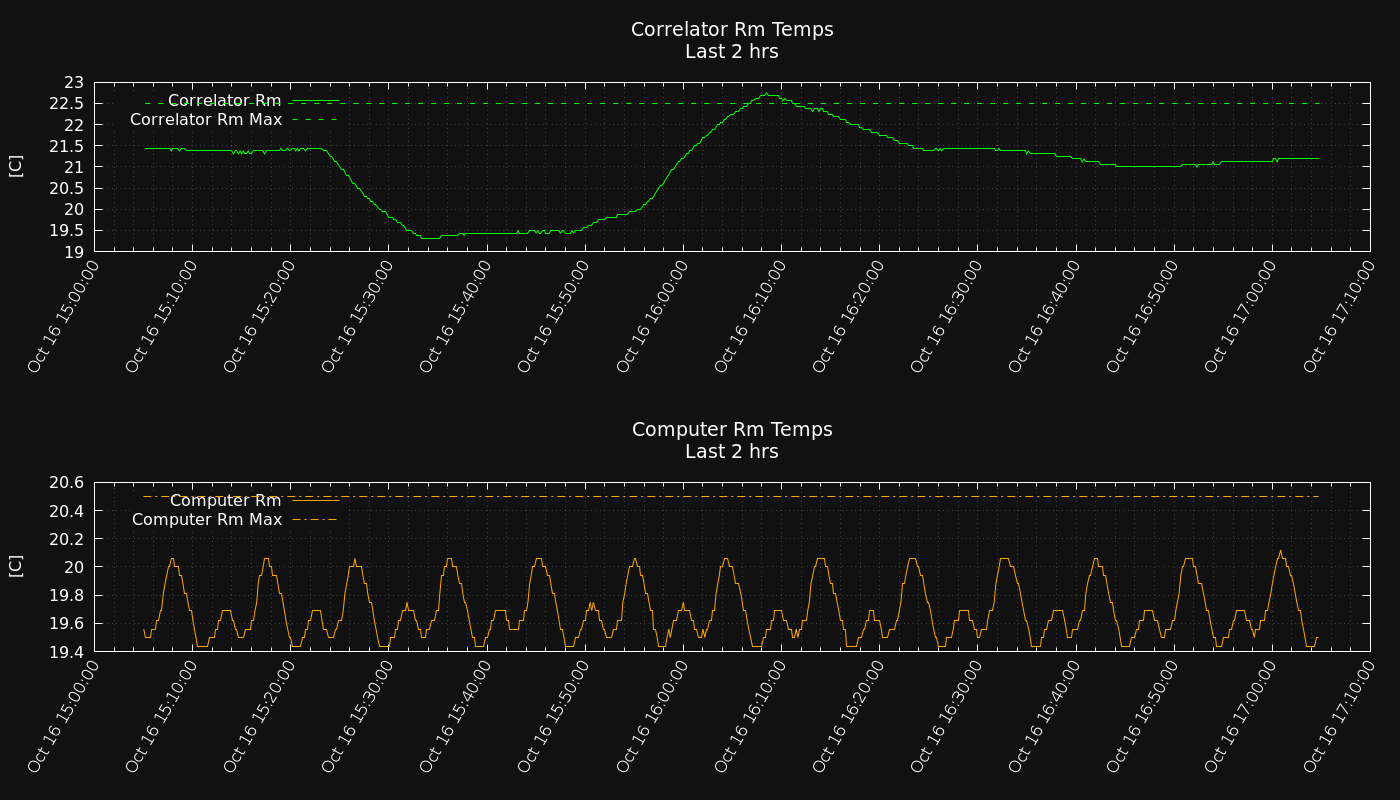 Correlator Rm Temps
Last 2 hrs
23
22.5
22
21.5
21
20.5
20
19.5
19
[C]
Correlator Rm
Correlator Rm Max
Oct 16 15:00:00
Oct 16 15:10:00
Oct 16 15:20:00
Oct 16 15:30:00
Oct 16 15:40:00
Oct 16 15:50:00
Oct 16 16:00:00
Oct 16 16:10:00
Oct 16 16:20:00
Oct 16 16:30:00
Oct 16 16:40:00
Oct 16 16:50:00
Oct 16 17:00:00
Oct 16 17:10:00
Computer Rm Temps
Last 2 hrs
20.6
20.4
20.2
20
19.8
19.6
19.4
[C]
Computer Rm
Computer Rm Max
Oct 16 15:00:00
Oct 16 15:10:00
Oct 16 15:20:00
Oct 16 15:30:00
Oct 16 15:40:00
Oct 16 15:50:00
Oct 16 16:00:00
Oct 16 16:10:00
Oct 16 16:20:00
Oct 16 16:30:00
Oct 16 16:40:00
Oct 16 16:50:00
Oct 16 17:00:00
Oct 16 17:10:00